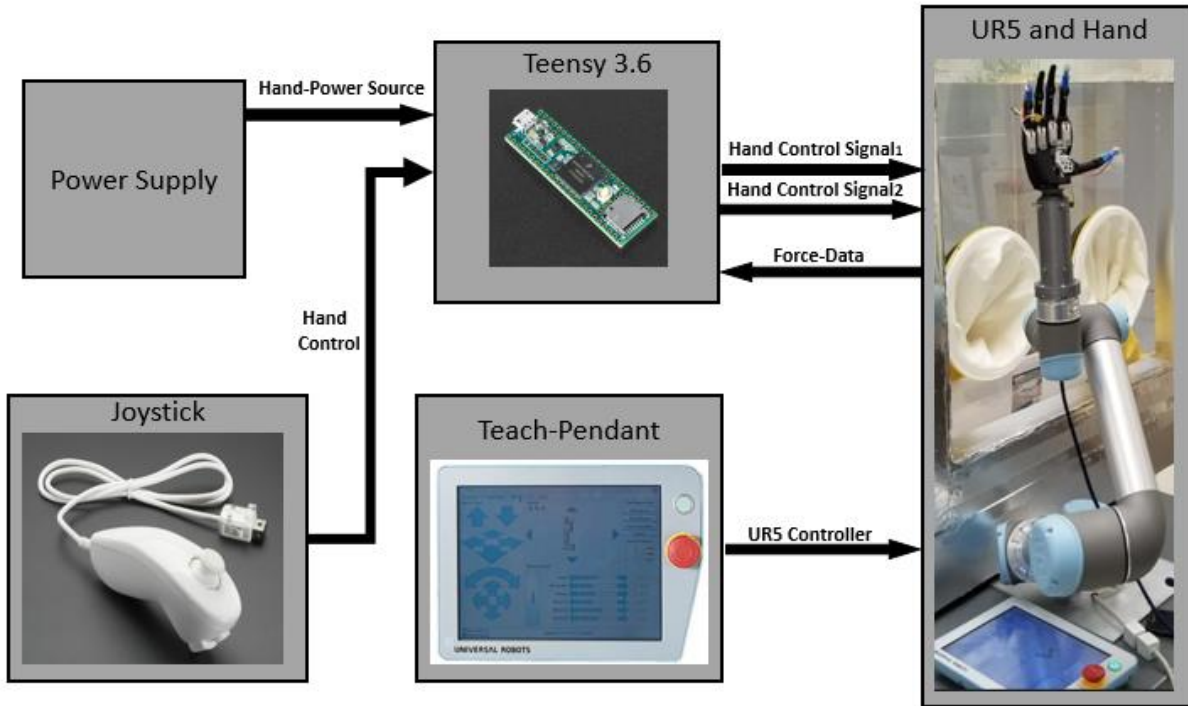 UR5 and Hand
Teensy 3.6
Hand-Power Source
Power Supply
Hand Control Signal1
Hand Control Signal2
Force-Data
Hand
Control
Joystick
Teach-Pendant
UR5 Controller
UNIVERSAL ROBOTS